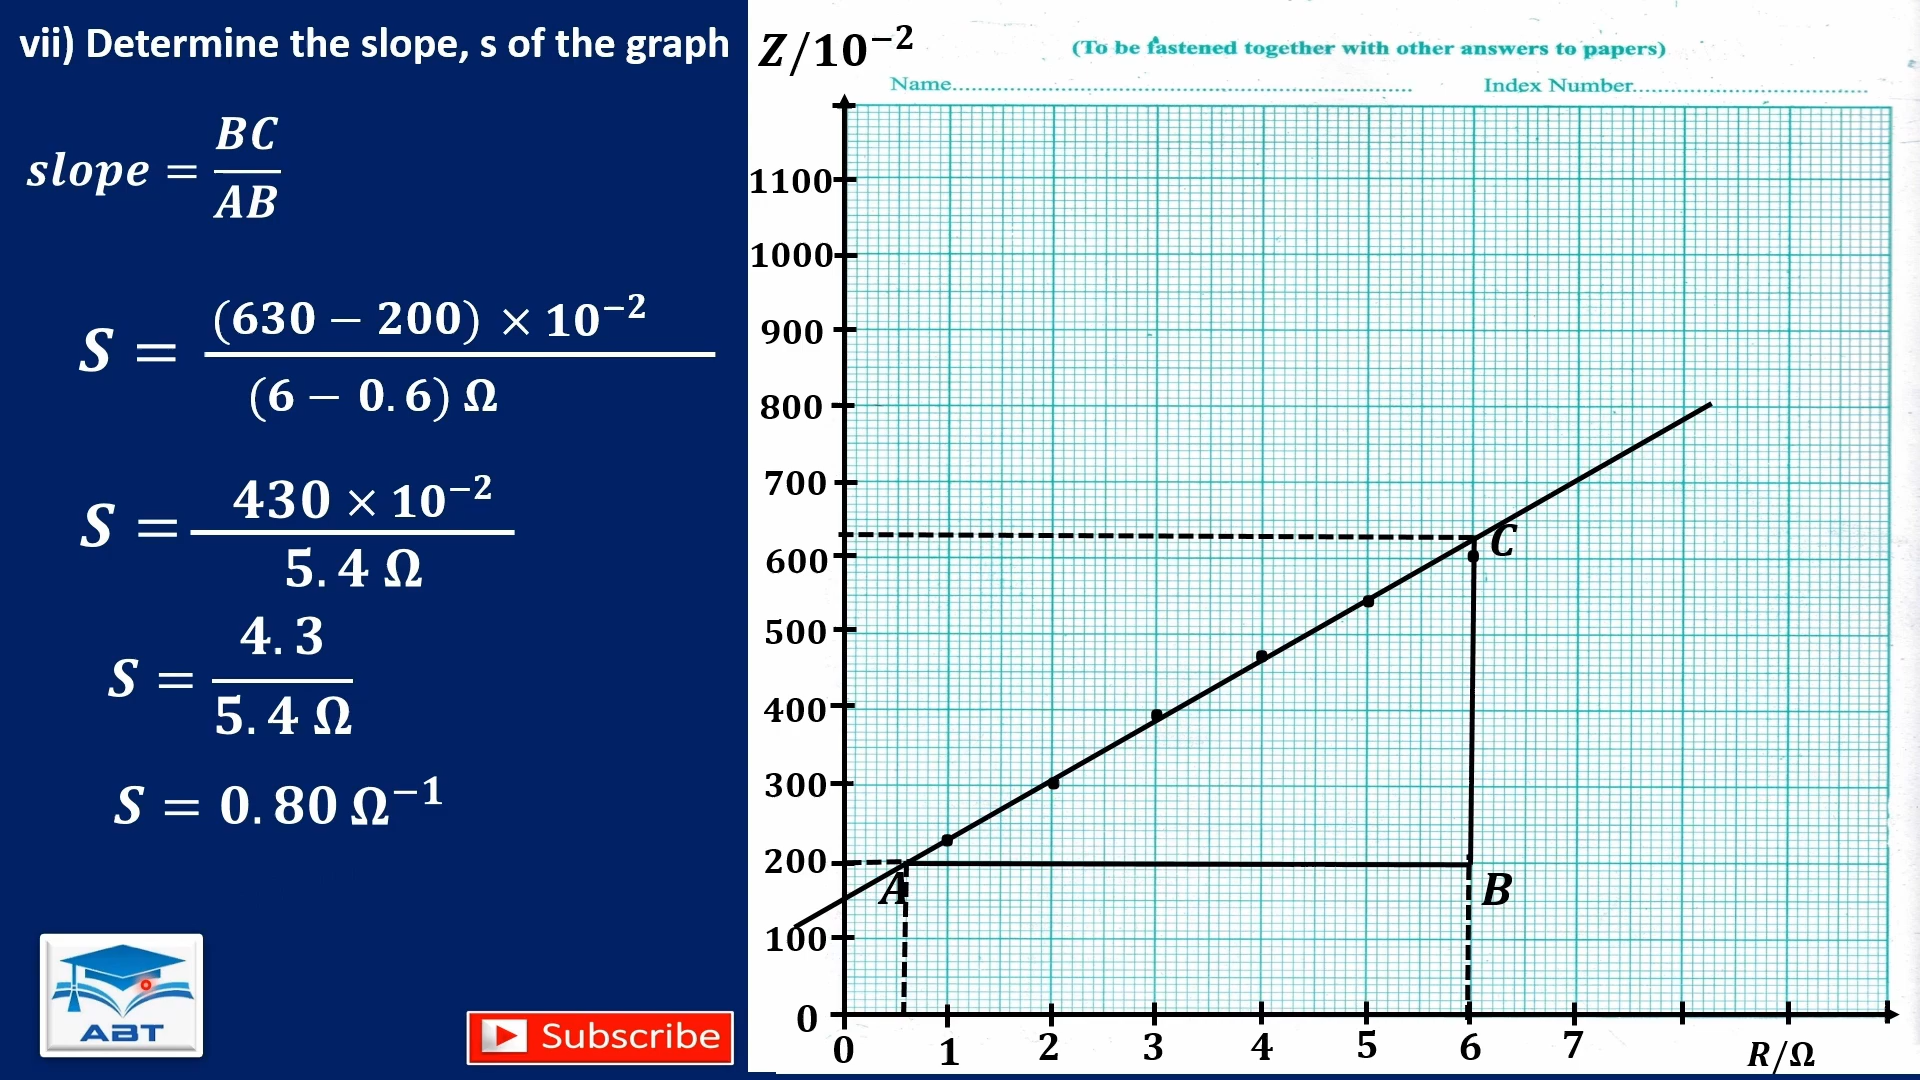 vii) Determine the slope, s of the graph
slope = BC/AB
S = (630 − 200) × 10⁻² / (6 − 0.6) Ω
S = 430 × 10⁻² / 5.4 Ω
S = 4.3 / 5.4 Ω
S = 0.80 Ω⁻¹
ABT
Subscribe
Z/10⁻²
(To be fastened together with other answers to papers)
Name
Index Number
1100
1000
900
800
700
600
500
400
300
200
100
0
C
A
B
0 1 2 3 4 5 6 7
R/Ω